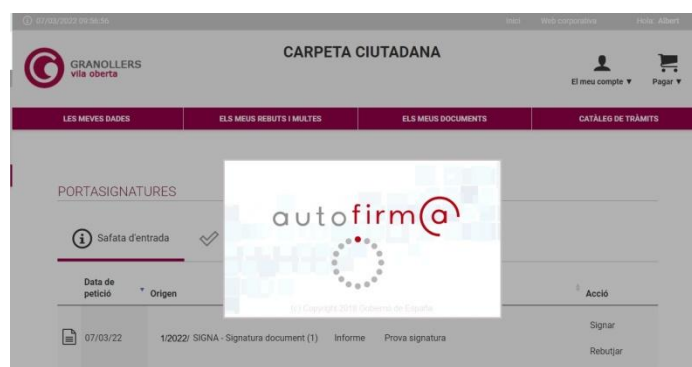 07/03/2022 09:56:56 Inici Web corporativa Hola: Albert
GRANOLLERS
vila oberta
CARPETA CIUTADANA
El meu compte ▼ Pagar ▼
LES MEVES DADES ELS MEUS REBUTS I MULTES ELS MEUS DOCUMENTS CATÀLEG DE TRÀMITS
PORTASIGNATURES
autofirm@
Safata d'entrada
Data de
petició Origen Acció
(c) Copyright 2018 Gobierno de España
Signar
07/03/22 1/2022/ SIGNA - Signatura document (1) Informe Prova signatura
Rebutjar